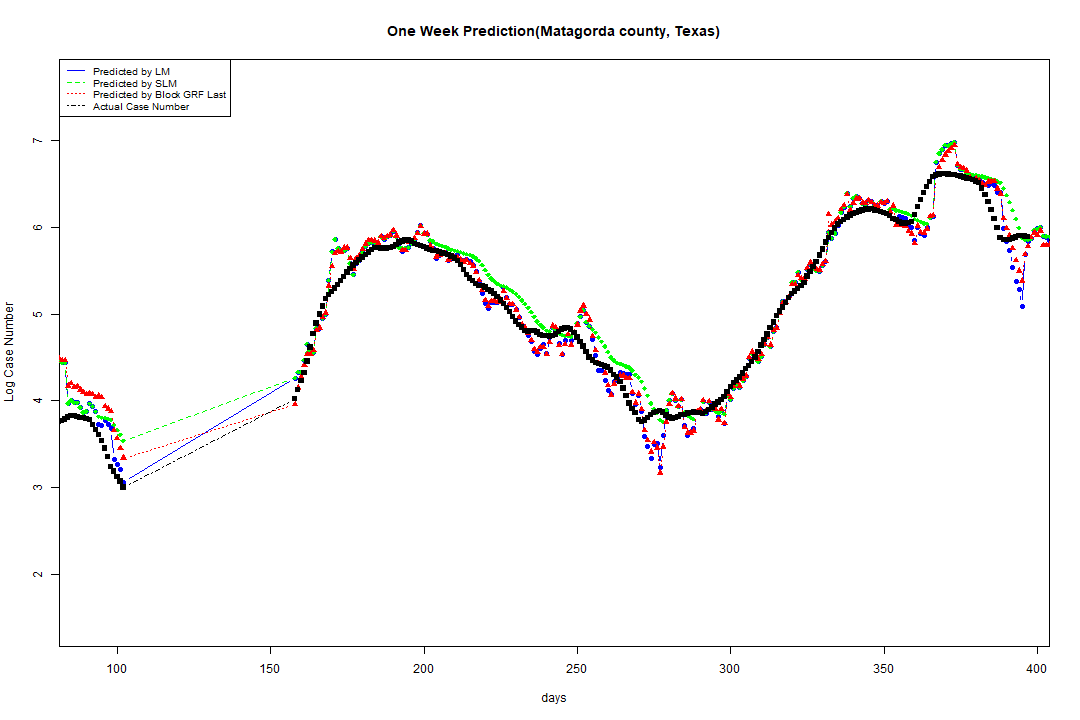 One Week Prediction(Matagorda county, Texas)
Predicted by LM
Predicted by SLM
Predicted by Block GRF Last
Actual Case Number
7
6
5
4
3
2
Log Case Number
100 150 200 250 300 350 400
days